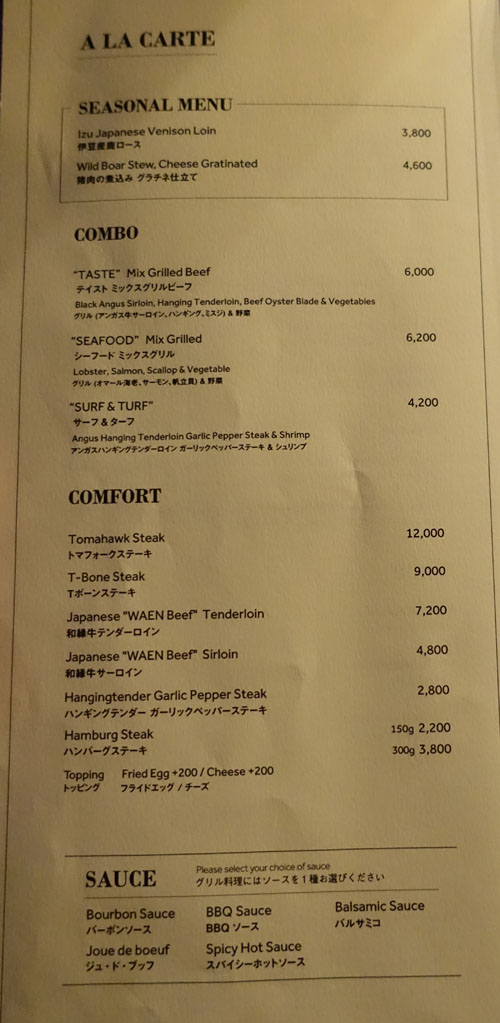 A LA CARTE
SEASONAL MENU
Izu Japanese Venison Loin 3,800
伊豆産鹿ロース
Wild Boar Stew, Cheese Gratinated 4,600
猪肉の煮込み グラチネ仕立て
COMBO
"TASTE" Mix Grilled Beef 6,000
テイスト ミックスグリルビーフ
Black Angus Sirloin, Hanging Tenderloin, Beef Oyster Blade & Vegetables
グリル (アンガス牛サーロイン、ハンギング、ミスジ) & 野菜
"SEAFOOD" Mix Grilled 6,200
シーフード ミックスグリル
Lobster, Salmon, Scallop & Vegetable
グリル (オマール海老、サーモン、帆立貝) & 野菜
"SURF & TURF" 4,200
サーフ & ターフ
Angus Hanging Tenderloin Garlic Pepper Steak & Shrimp
アンガスハンギングテンダーロイン ガーリックペッパーステーキ & シュリンプ
COMFORT
Tomahawk Steak 12,000
トマフォークステーキ
T-Bone Steak 9,000
Tボーンステーキ
Japanese "WAEN Beef" Tenderloin 7,200
和縁牛テンダーロイン
Japanese "WAEN Beef" Sirloin 4,800
和縁牛サーロイン
Hangingtender Garlic Pepper Steak 2,800
ハンギングテンダー ガーリックペッパーステーキ
Hamburg Steak 150g 2,200
ハンバーグステーキ 300g 3,800
Topping Fried Egg +200 / Cheese +200
トッピング フライドエッグ / チーズ
SAUCE
Please select your choice of sauce
グリル料理にはソースを1種お選びください
Bourbon Sauce BBQ Sauce Balsamic Sauce
バーボンソース BBQ ソース バルサミコ
Joue de boeuf Spicy Hot Sauce
ジュ・ド・ブッフ スパイシーホットソース